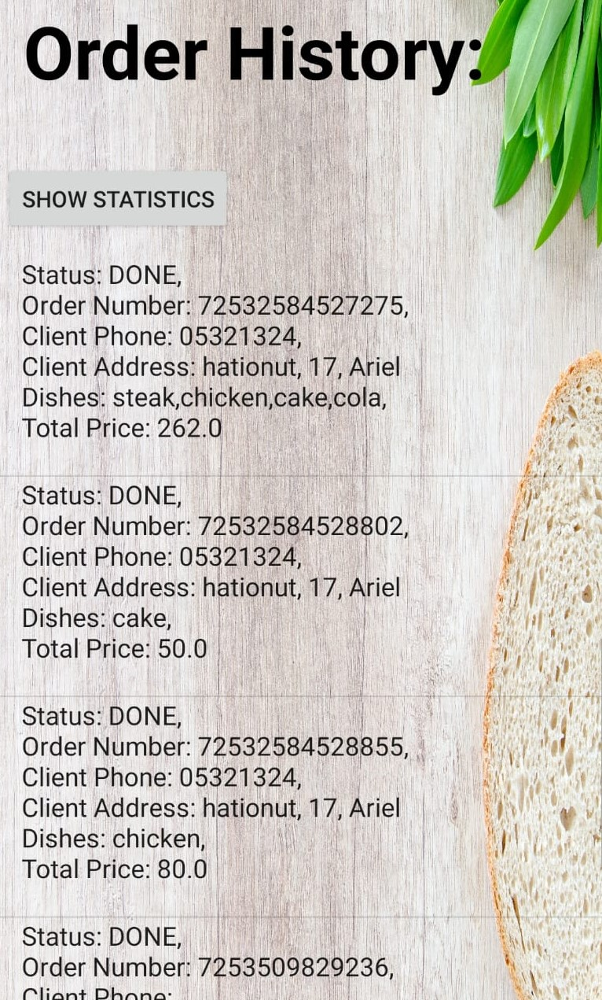 Order History:
SHOW STATISTICS
Status: DONE,
Order Number: 72532584527275,
Client Phone: 05321324,
Client Address: hationut, 17, Ariel
Dishes: steak,chicken,cake,cola,
Total Price: 262.0
Status: DONE,
Order Number: 72532584528802,
Client Phone: 05321324,
Client Address: hationut, 17, Ariel
Dishes: cake,
Total Price: 50.0
Status: DONE,
Order Number: 72532584528855,
Client Phone: 05321324,
Client Address: hationut, 17, Ariel
Dishes: chicken,
Total Price: 80.0
Status: DONE,
Order Number: 7253509829236,
Client Phone: